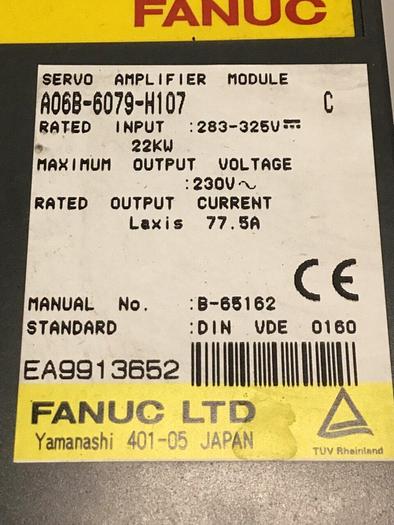 FANUC
SERVO AMPLIFIER MODULE
A06B-6079-H107 C
RATED INPUT :283-325V⎓
22KW
MAXIMUM OUTPUT VOLTAGE
:230V～
RATED OUTPUT CURRENT
Laxis 77.5A
CE
MANUAL No. :B-65162
STANDARD :DIN VDE 0160
EA9913652
FANUC LTD
Yamanashi 401-05 JAPAN
TUV Rheinland